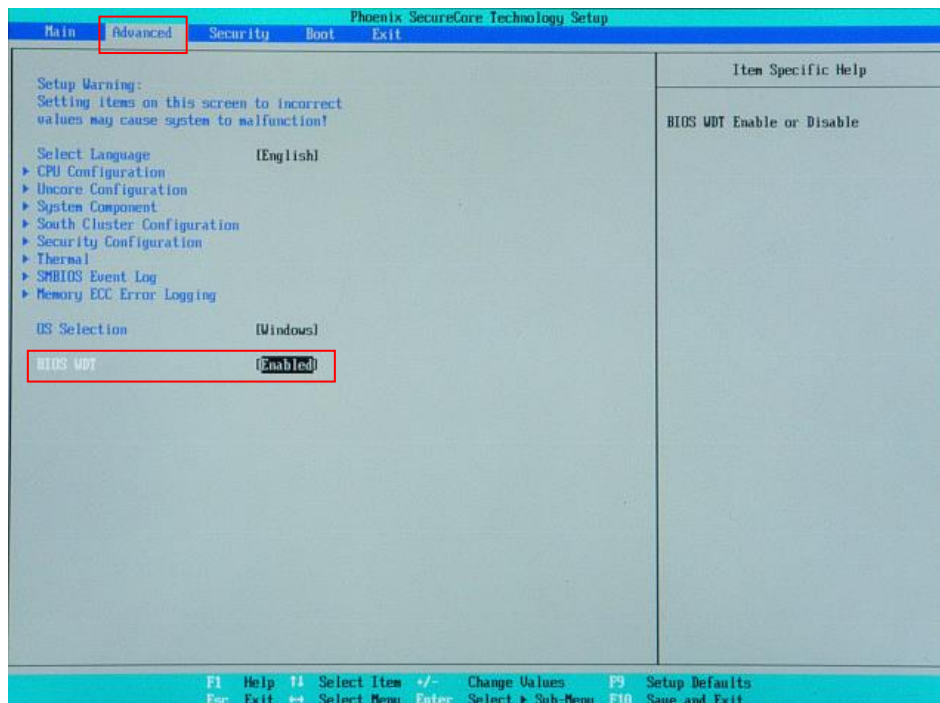 Phoenix SecureCore Technology Setup
Main Advanced Security Boot Exit
Item Specific Help
Setup Warning:
Setting items on this screen to incorrect
values may cause system to malfunction!
BIOS WDT Enable or Disable
Select Language [English]
▶ CPU Configuration
▶ Uncore Configuration
▶ System Component
▶ South Cluster Configuration
▶ Security Configuration
▶ Thermal
▶ SMBIOS Event Log
▶ Memory ECC Error Logging
OS Selection [Windows]
BIOS WDT [Enabled]
F1 Help ↑↓ Select Item +/- Change Values F9 Setup Defaults
Esc Exit ↔ Select Menu Enter Select ▶ Sub-Menu F10 Save and Exit